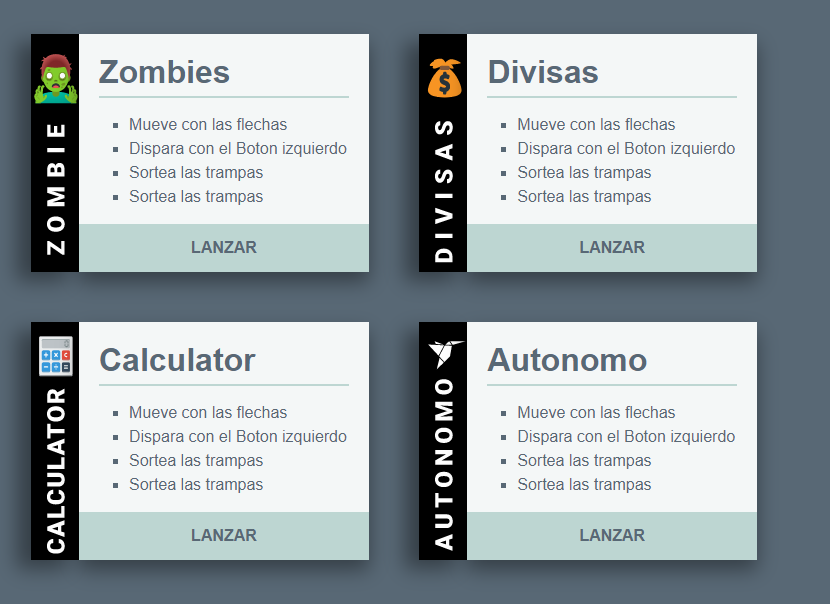 ZOMBIE
Zombies
Mueve con las flechas
Dispara con el Boton izquierdo
Sortea las trampas
Sortea las trampas
LANZAR
DIVISAS
$
Divisas
Mueve con las flechas
Dispara con el Boton izquierdo
Sortea las trampas
Sortea las trampas
LANZAR
CALCULATOR
Calculator
Mueve con las flechas
Dispara con el Boton izquierdo
Sortea las trampas
Sortea las trampas
LANZAR
AUTONOMO
Autonomo
Mueve con las flechas
Dispara con el Boton izquierdo
Sortea las trampas
Sortea las trampas
LANZAR